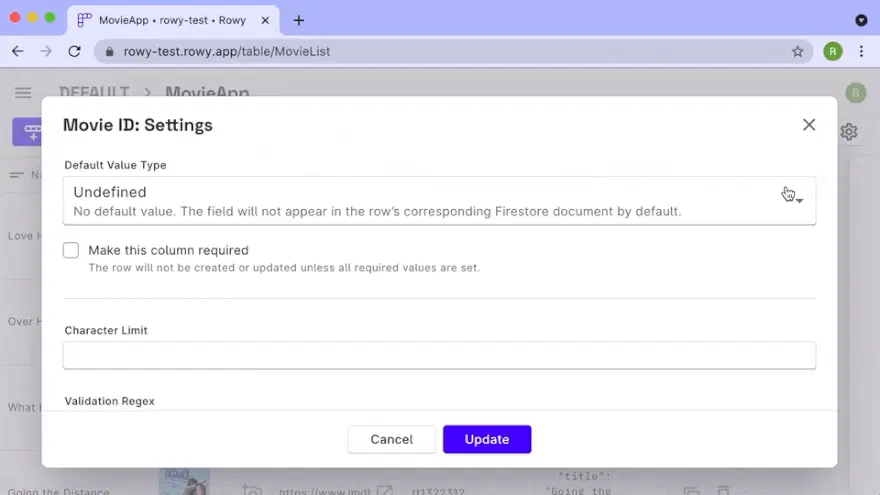 MovieApp • rowy-test • Rowy
rowy-test.rowy.app/table/MovieList
R
DEFAULT > MovieApp
R
Movie ID: Settings
Default Value Type
Undefined
No default value. The field will not appear in the row's corresponding Firestore document by default.
Make this column required
The row will not be created or updated unless all required values are set.
Love
Over
Character Limit
What
Validation Regex
Cancel
Update
Going the Distance
https://www.imdl
tt1322312
"title":
"Going the